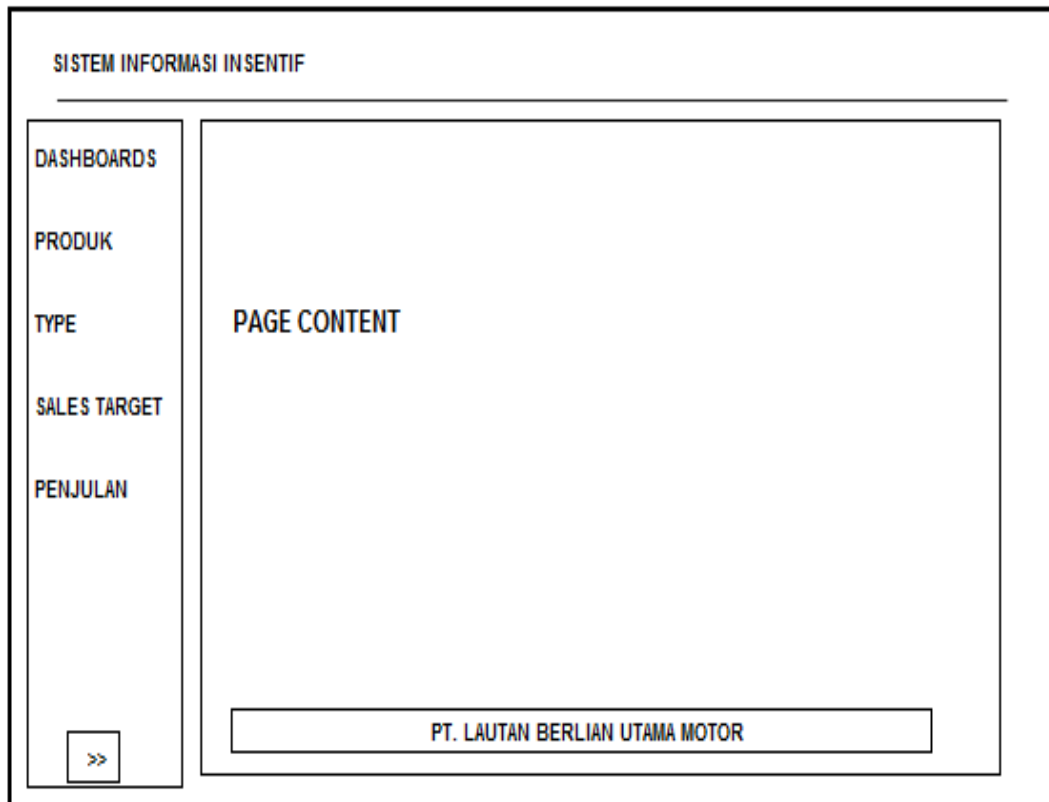 SISTEM INFORMASI INSENTIF
DASHBOARDS
PRODUK
TYPE
SALES TARGET
PENJULAN
>>
PAGE CONTENT
PT. LAUTAN BERLIAN UTAMA MOTOR